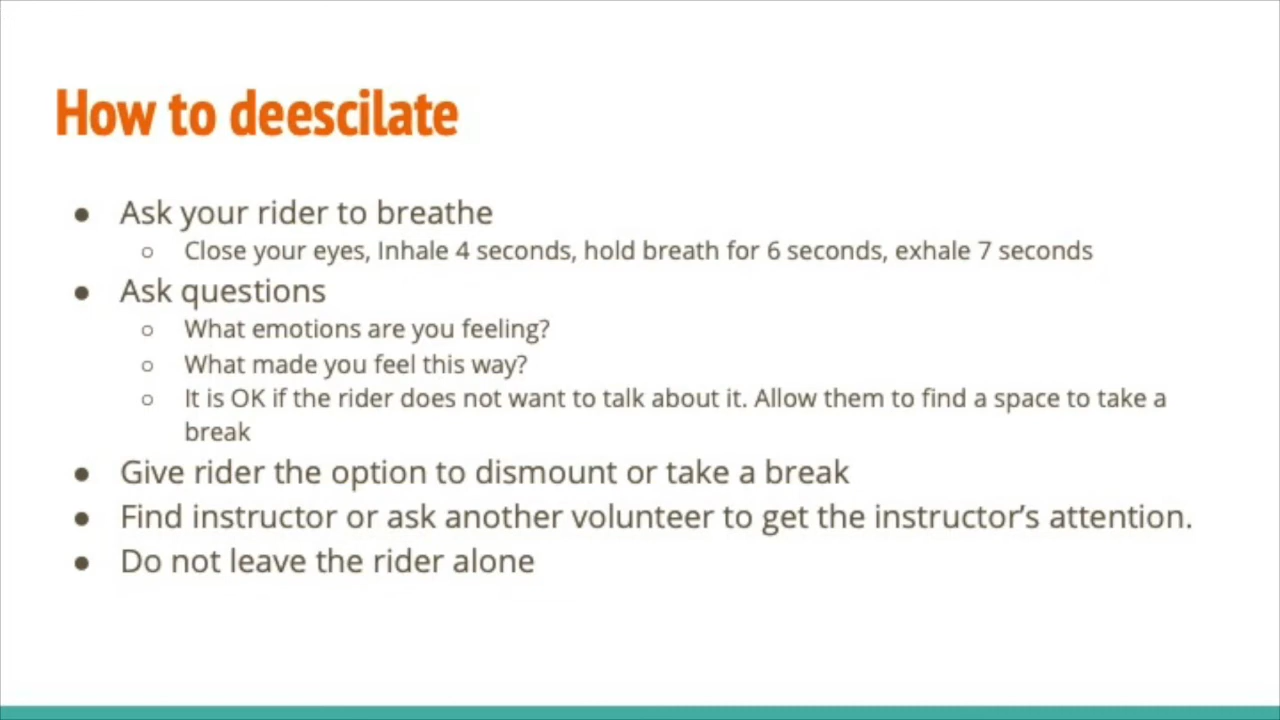 How to deescilate
● Ask your rider to breathe
○ Close your eyes, Inhale 4 seconds, hold breath for 6 seconds, exhale 7 seconds
● Ask questions
○ What emotions are you feeling?
○ What made you feel this way?
○ It is OK if the rider does not want to talk about it. Allow them to find a space to take a
break
● Give rider the option to dismount or take a break
● Find instructor or ask another volunteer to get the instructor’s attention.
● Do not leave the rider alone